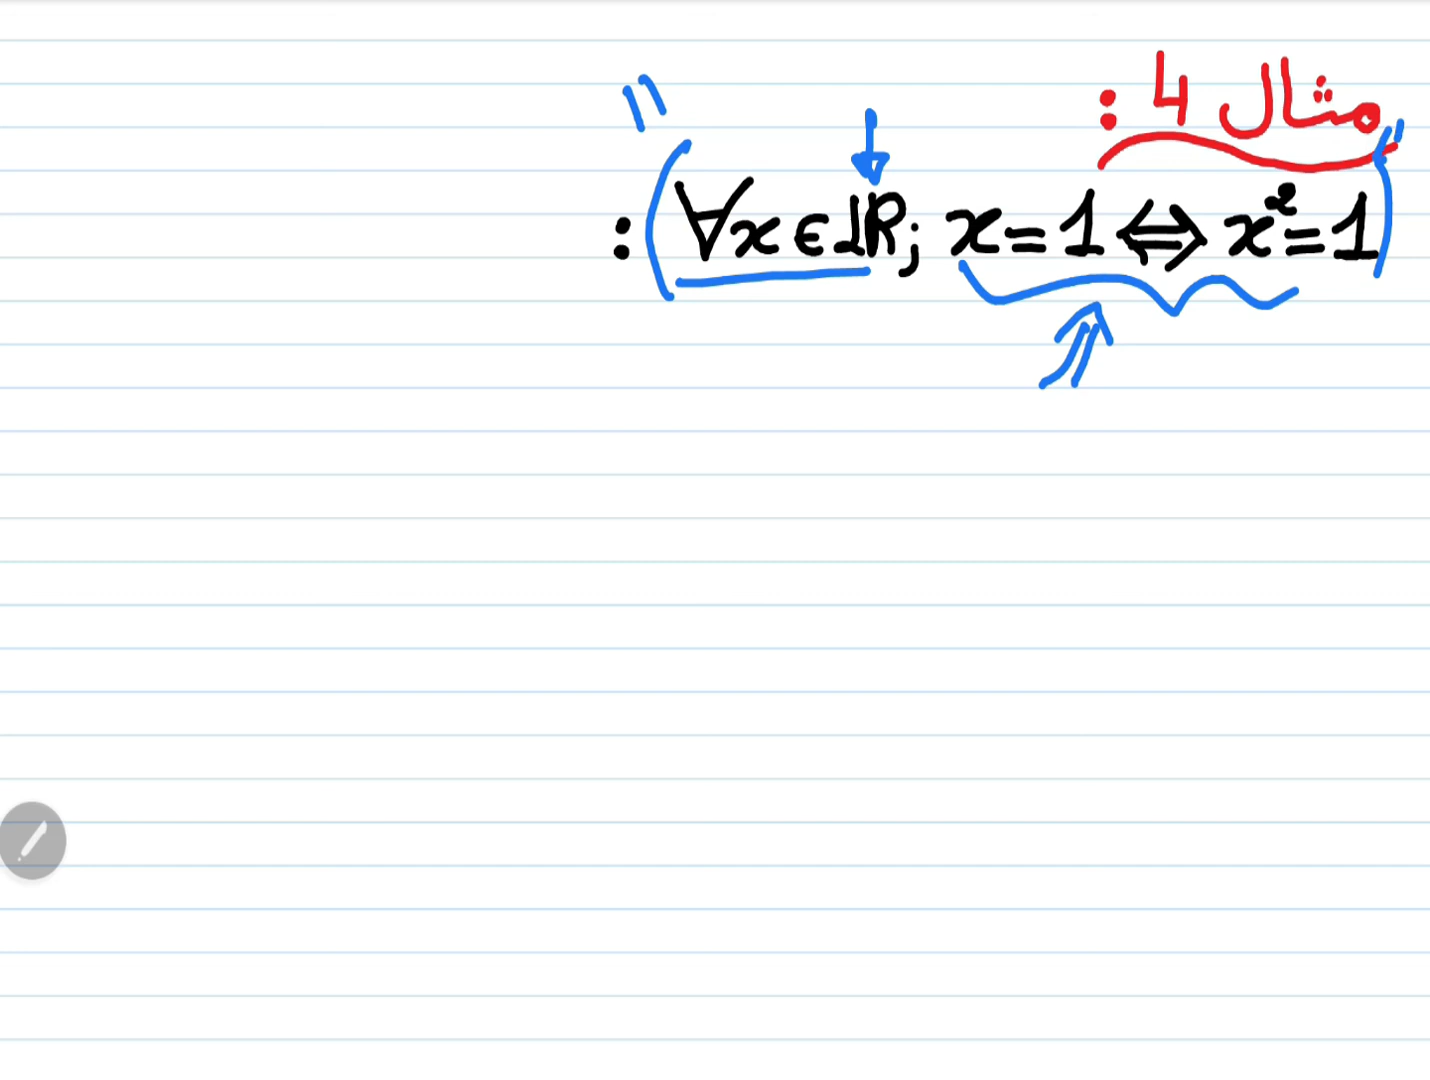 مثال 4 :
" (∀x ∈ ℝ; x = 1 ⇔ x² = 1) " :